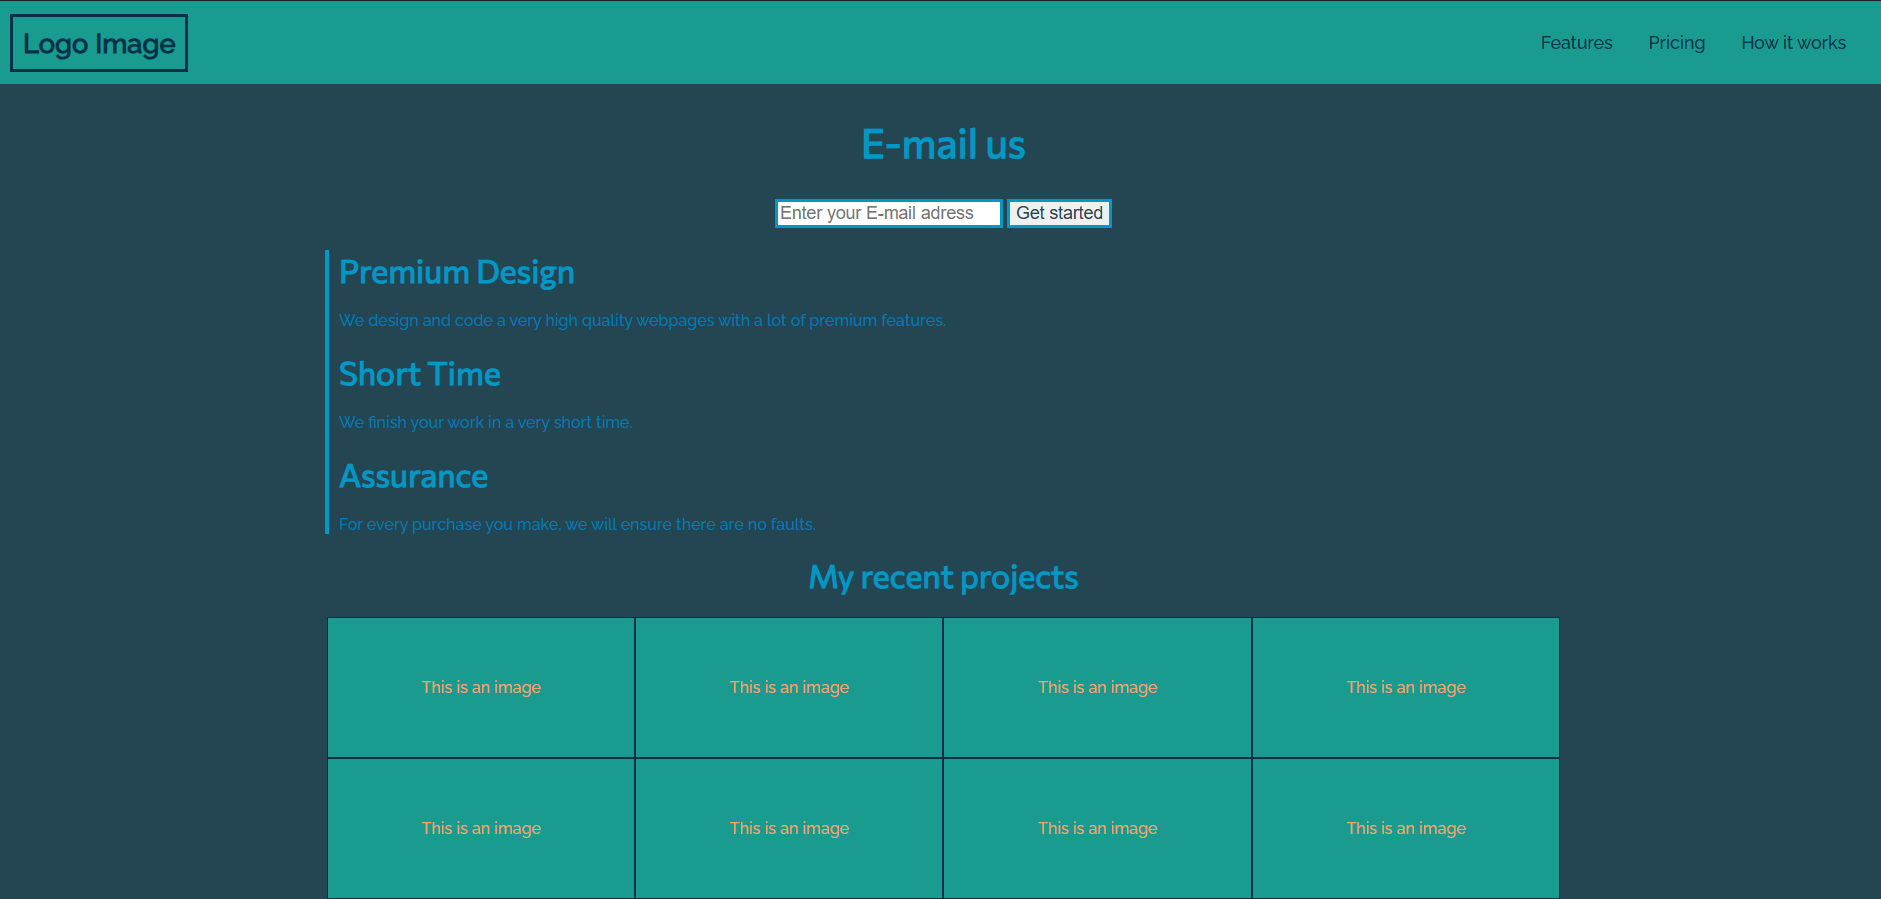 Logo Image
Features Pricing How it works
E-mail us
Enter your E-mail adress Get started
Premium Design
We design and code a very high quality webpages with a lot of premium features.
Short Time
We finish your work in a very short time.
Assurance
For every purchase you make, we will ensure there are no faults.
My recent projects
This is an image This is an image This is an image This is an image
This is an image This is an image This is an image This is an image